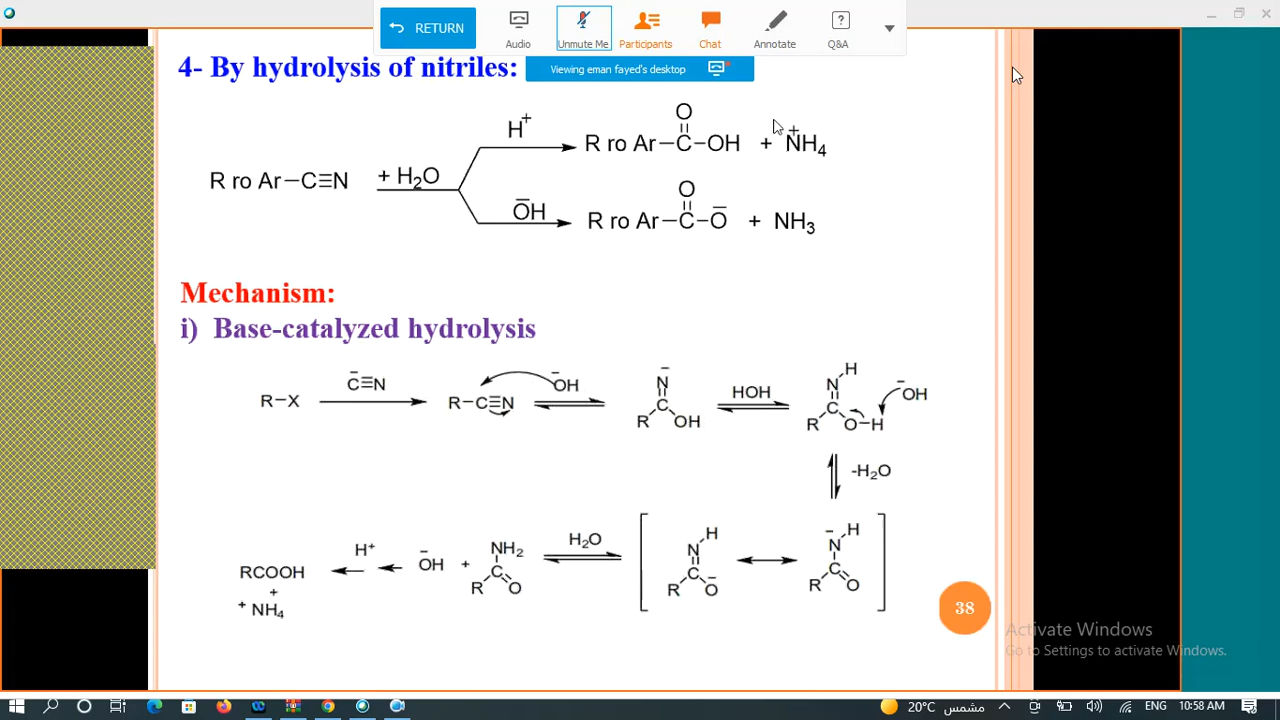 RETURN
Audio
Unmute Me
Participants
Chat
Annotate
Q&A
4- By hydrolysis of nitriles:
Viewing eman fayed's desktop
H+
R ro Ar–C(=O)–OH + +NH4
R ro Ar–C≡N + H2O
-OH
R ro Ar–C(=O)–O- + NH3
Mechanism:
i) Base-catalyzed hydrolysis
R–X
-C≡N
R–C≡N
-OH
N-
C
R OH
HOH
H
N
C
R O–H
-OH
-H2O
RCOOH
+
+ NH4
H+
-OH
+
NH2
C
R O
H2O
H
N
C
R O-
H
-N
C
R O
38
Activate Windows
Go to Settings to activate Windows.
20°C مشمس
ENG
10:58 AM